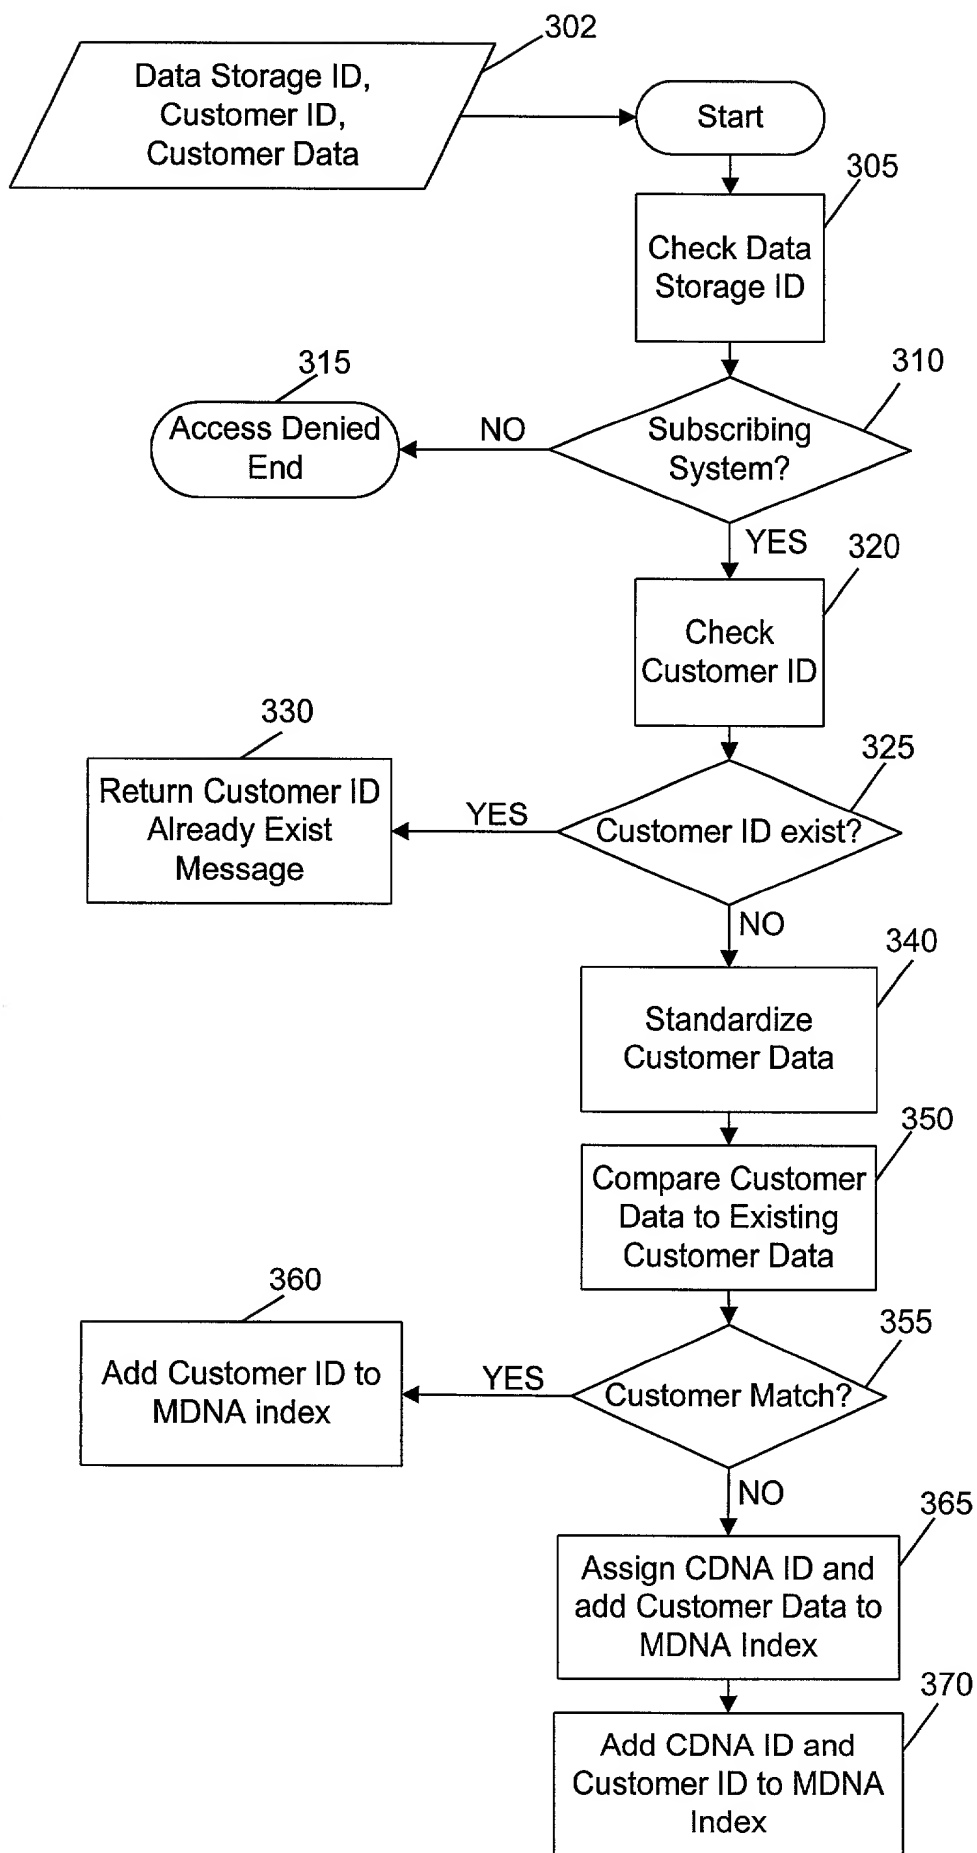 302
Data Storage ID,
Customer ID,
Customer Data
Start
305
Check Data
Storage ID
315
310
Access Denied
End
NO
Subscribing
System?
YES
320
Check
Customer ID
330
325
Return Customer ID
Already Exist
Message
YES
Customer ID exist?
NO
340
Standardize
Customer Data
350
Compare Customer
Data to Existing
Customer Data
360
355
Add Customer ID to
MDNA index
YES
Customer Match?
NO
365
Assign CDNA ID and
add Customer Data to
MDNA Index
370
Add CDNA ID and
Customer ID to MDNA
Index